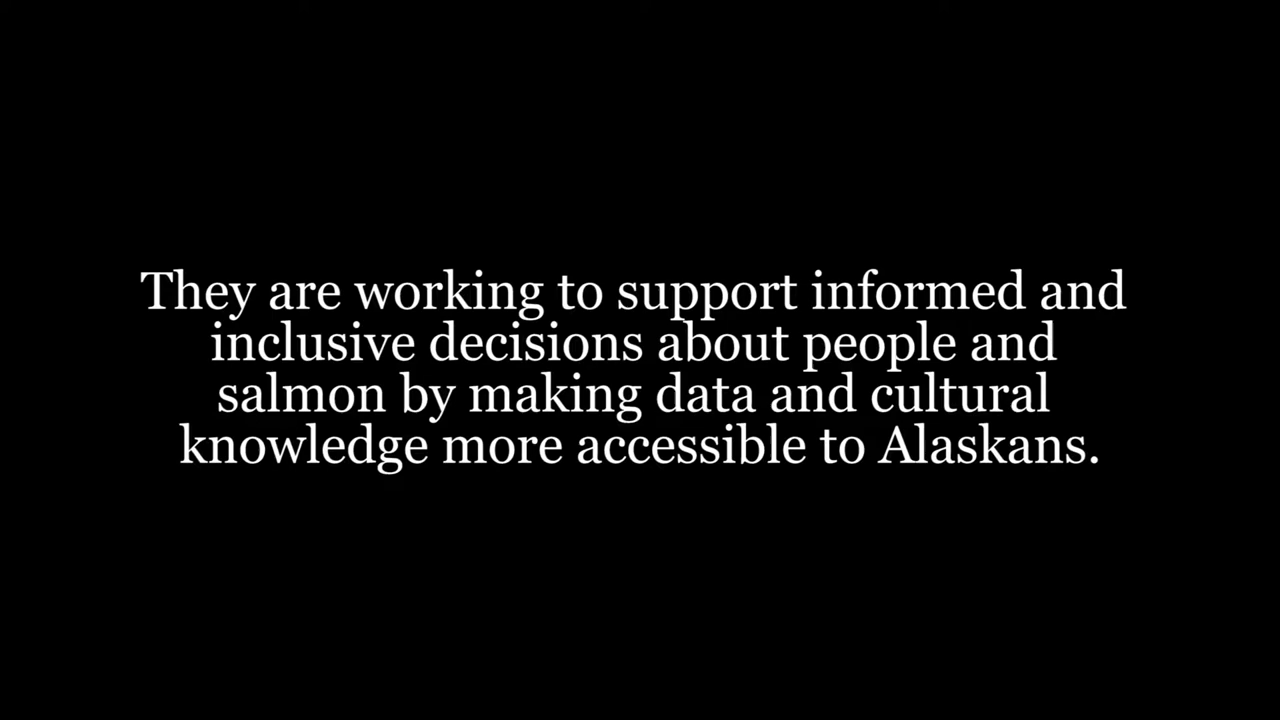 They are working to support informed and
inclusive decisions about people and
salmon by making data and cultural
knowledge more accessible to Alaskans.